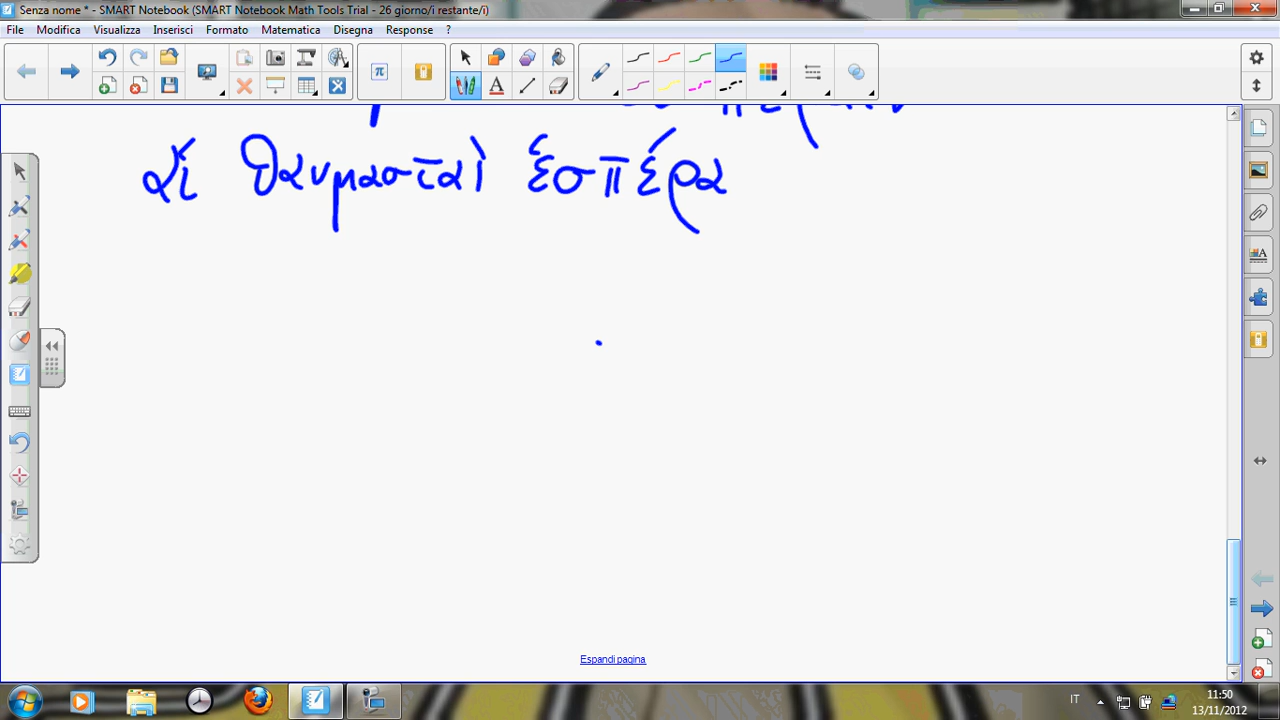 Senza nome * - SMART Notebook (SMART Notebook Math Tools Trial - 26 giorno/i restante/i)
File Modifica Visualizza Inserisci Formato Matematica Disegna Response ?
αἵ θαυμασταὶ ἑσπέρα
Espandi pagina
IT
11:50
13/11/2012